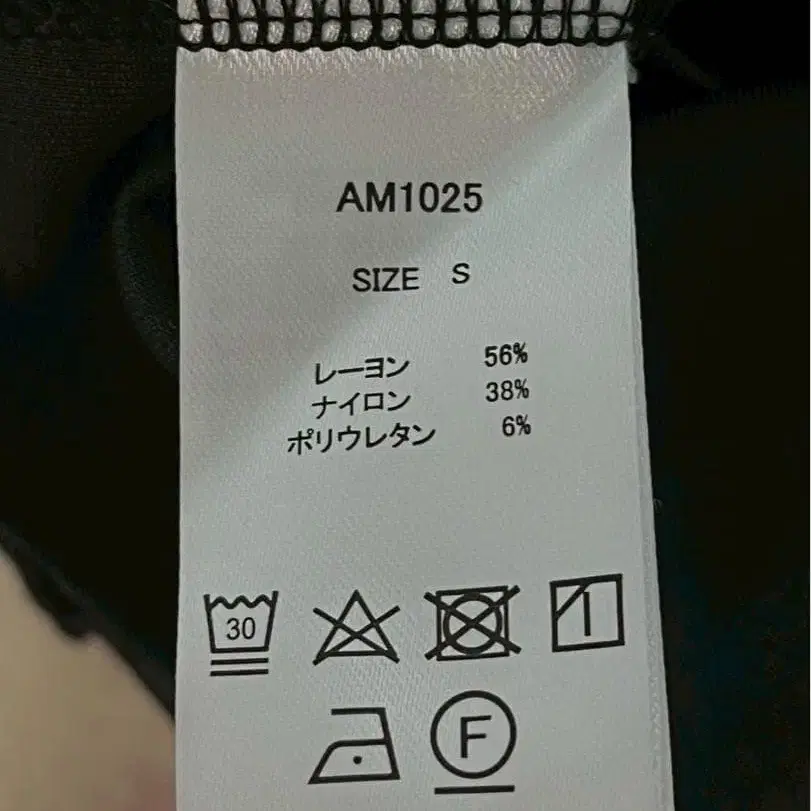 AM1025
SIZE S
レーヨン 56%
ナイロン 38%
ポリウレタン 6%
30
F